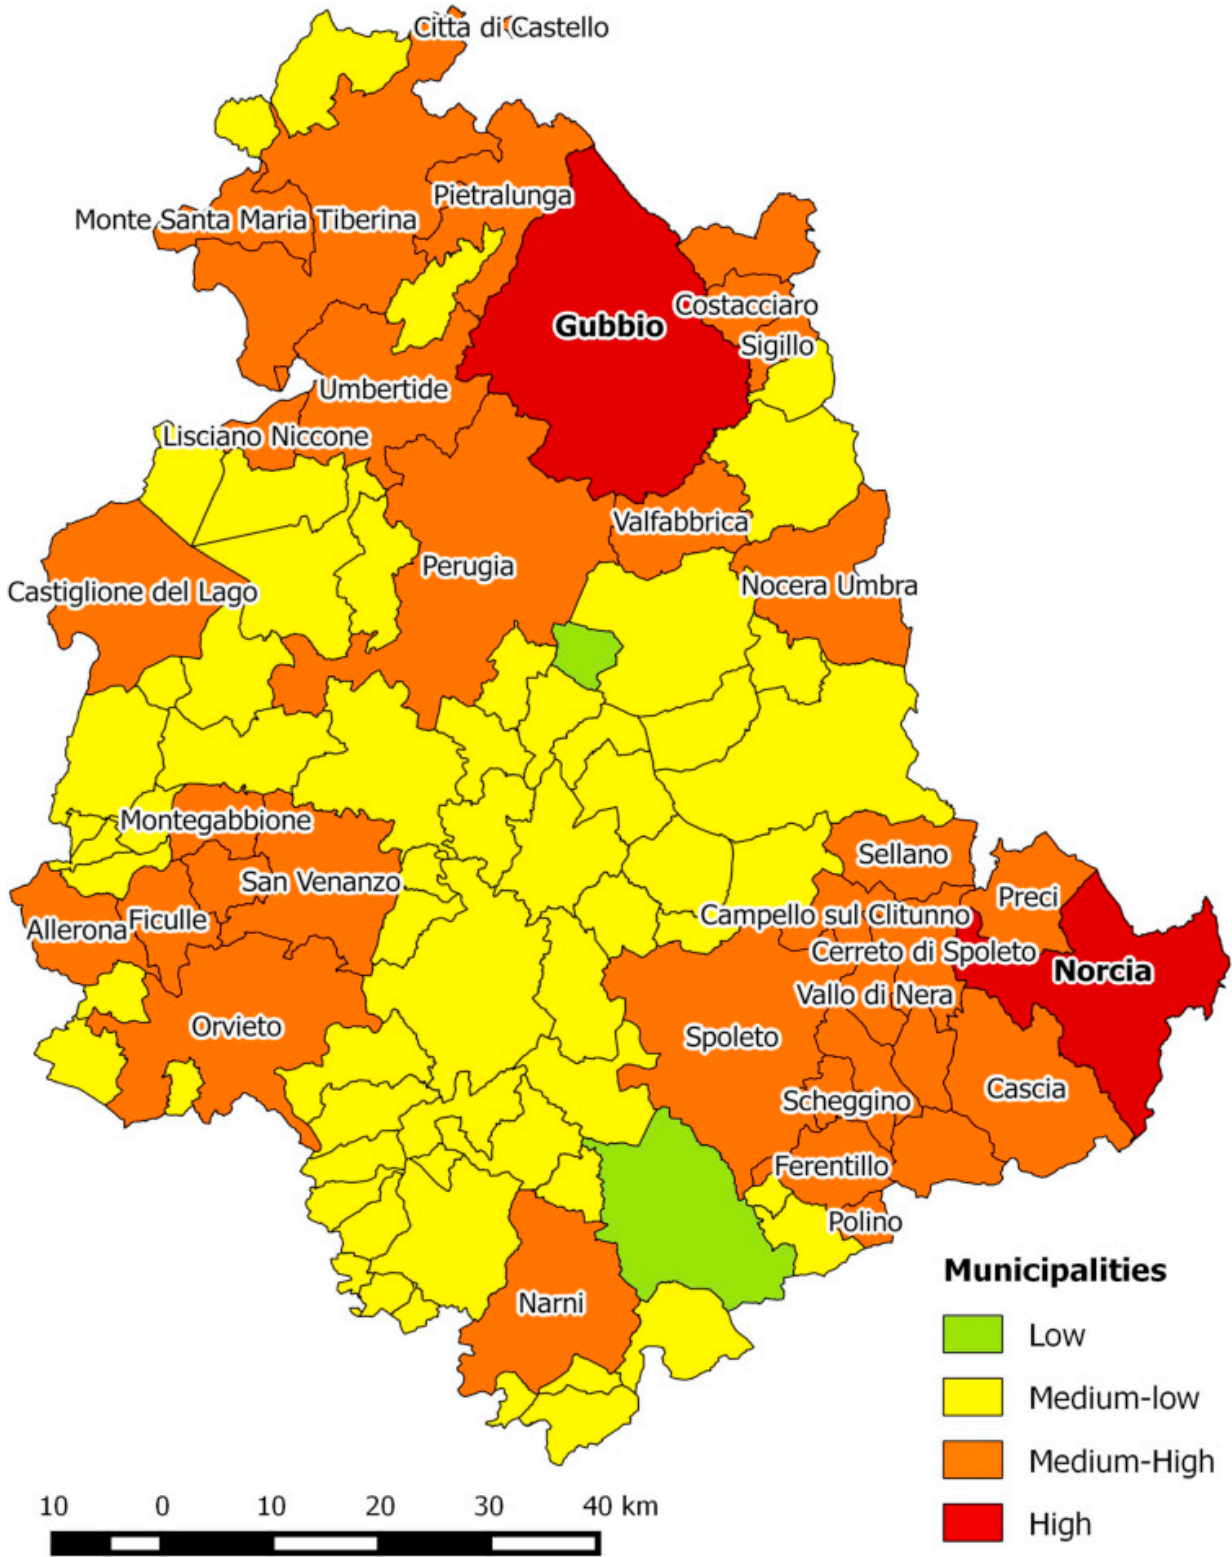 Città di Castello
Pietralunga
Monte Santa Maria Tiberina
Costacciaro
Gubbio
Sigillo
Umbertide
Lisciano Niccone
Valfabbrica
Perugia
Nocera Umbra
Castiglione del Lago
Montegabbione
Sellano
San Venanzo
Preci
Campello sul Clitunno
Allerona
Ficulle
Cerreto di Spoleto
Norcia
Vallo di Nera
Orvieto
Spoleto
Cascia
Scheggino
Ferentillo
Polino
Narni
Municipalities
Low
Medium-low
Medium-High
High
10 0 10 20 30 40 km